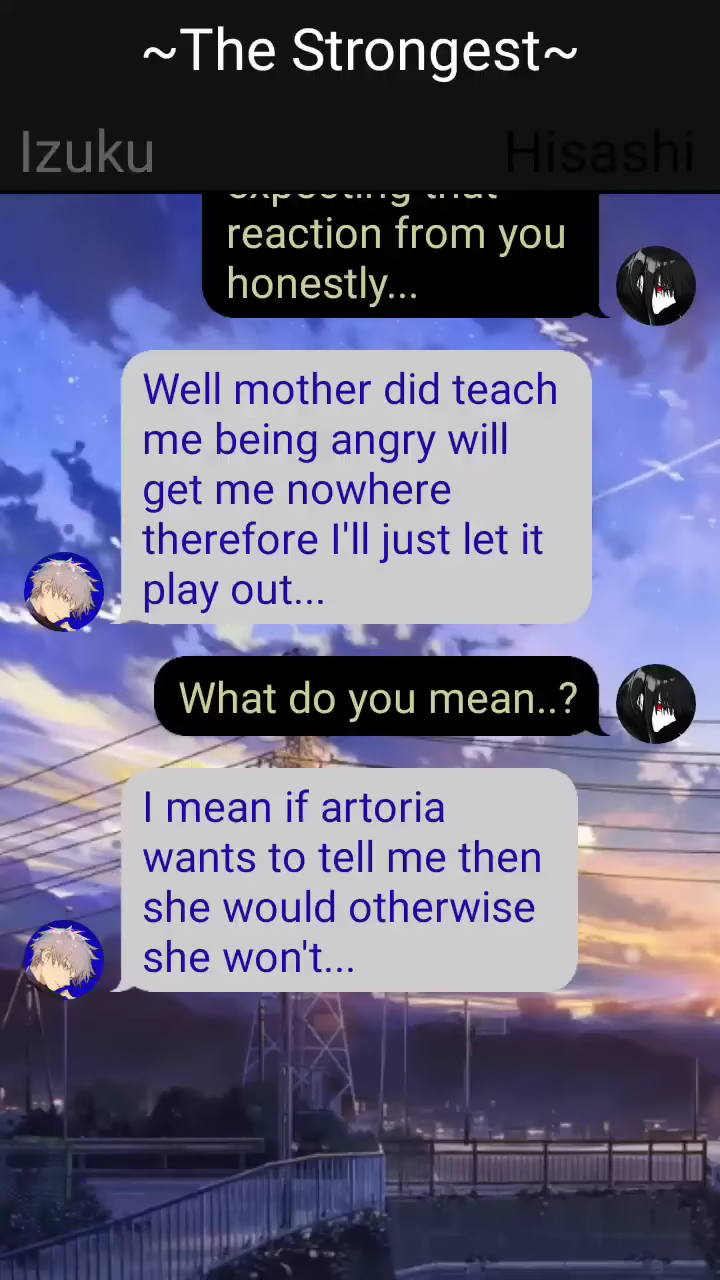 ~The Strongest~
Izuku
Hisashi
expecting that
reaction from you
honestly...
Well mother did teach
me being angry will
get me nowhere
therefore I'll just let it
play out...
What do you mean..?
I mean if artoria
wants to tell me then
she would otherwise
she won't...